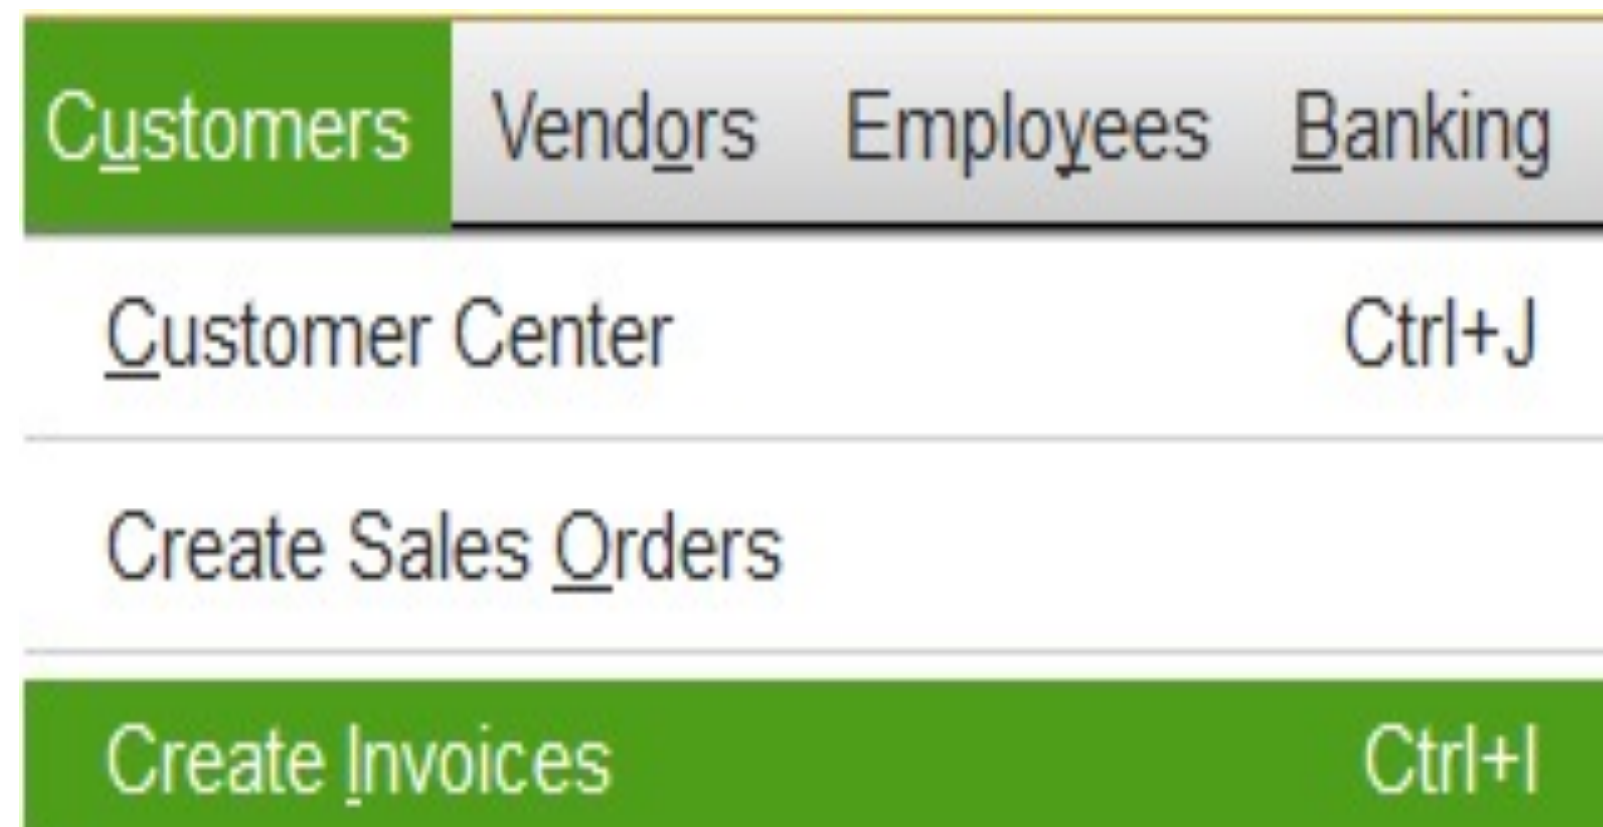 Customers Vendors Employees Banking
Customer Center Ctrl+J
Create Sales Orders
Create Invoices Ctrl+I